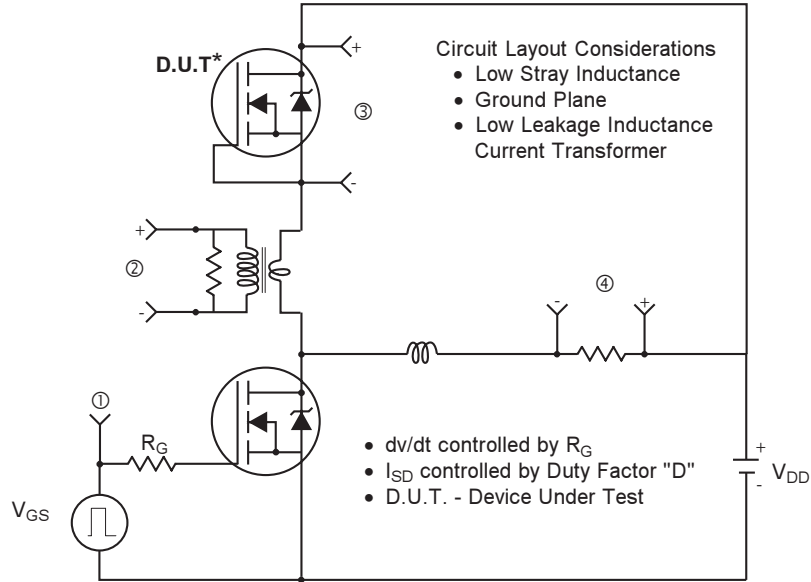 D.U.T*
+
③
-
Circuit Layout Considerations
• Low Stray Inductance
• Ground Plane
• Low Leakage Inductance
Current Transformer
+
②
-
④
-
+
①
R_G
V_GS
• dv/dt controlled by R_G
• I_SD controlled by Duty Factor "D"
• D.U.T. - Device Under Test
+
-
V_DD